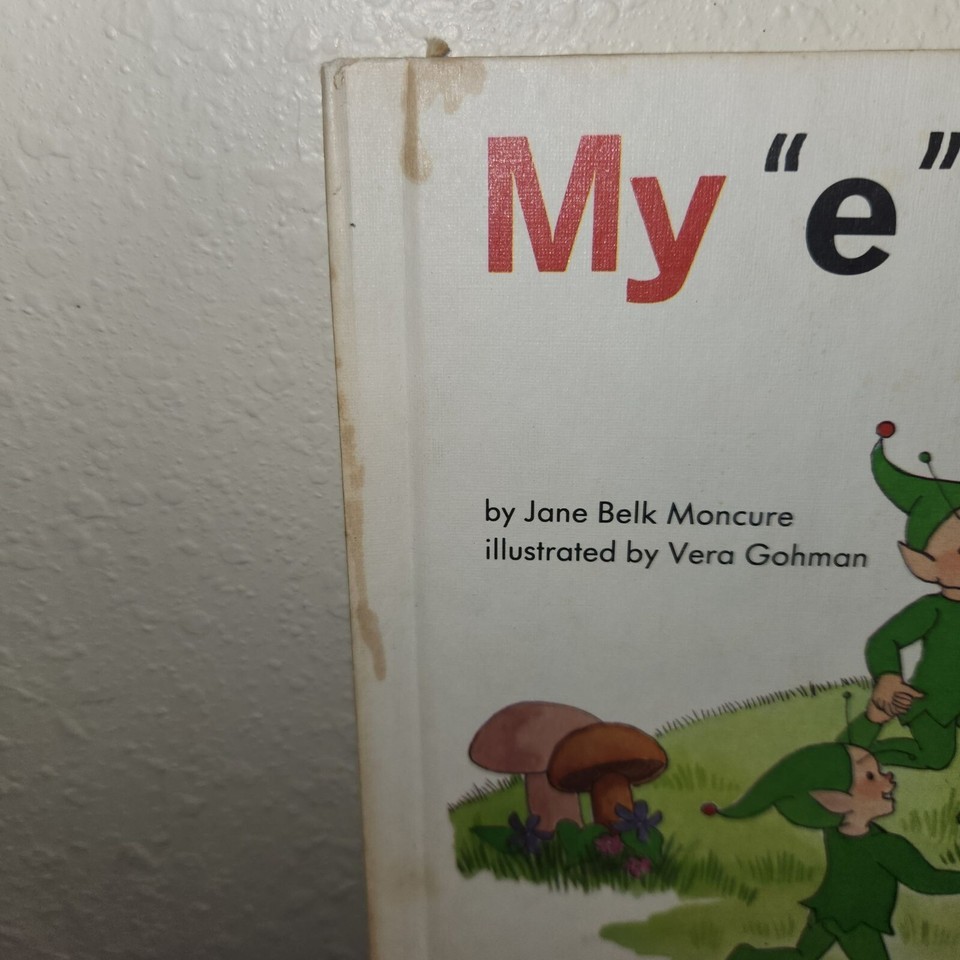 My “e”
by Jane Belk Moncure
illustrated by Vera Gohman